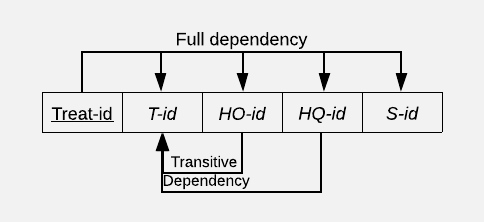 Full dependency
Treat-id T-id HO-id HQ-id S-id
Transitive
Dependency